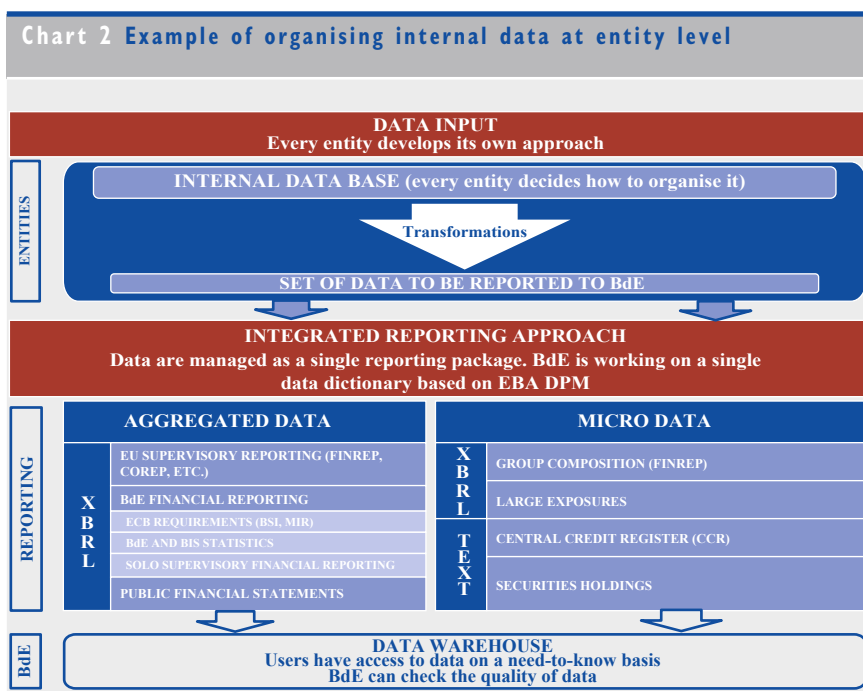 Chart 2 Example of organising internal data at entity level
DATA INPUT
Every entity develops its own approach
ENTITIES
INTERNAL DATA BASE (every entity decides how to organise it)
Transformations
SET OF DATA TO BE REPORTED TO BdE
INTEGRATED REPORTING APPROACH
Data are managed as a single reporting package. BdE is working on a single
data dictionary based on EBA DPM
REPORTING
AGGREGATED DATA
XBRL
EU SUPERVISORY REPORTING (FINREP,
COREP, ETC.)
BdE FINANCIAL REPORTING
ECB REQUIREMENTS (BSI, MIR)
BdE AND BIS STATISTICS
SOLO SUPERVISORY FINANCIAL REPORTING
PUBLIC FINANCIAL STATEMENTS
MICRO DATA
XBRL
GROUP COMPOSITION (FINREP)
LARGE EXPOSURES
TEXT
CENTRAL CREDIT REGISTER (CCR)
SECURITIES HOLDINGS
BdE
DATA WAREHOUSE
Users have access to data on a need-to-know basis
BdE can check the quality of data